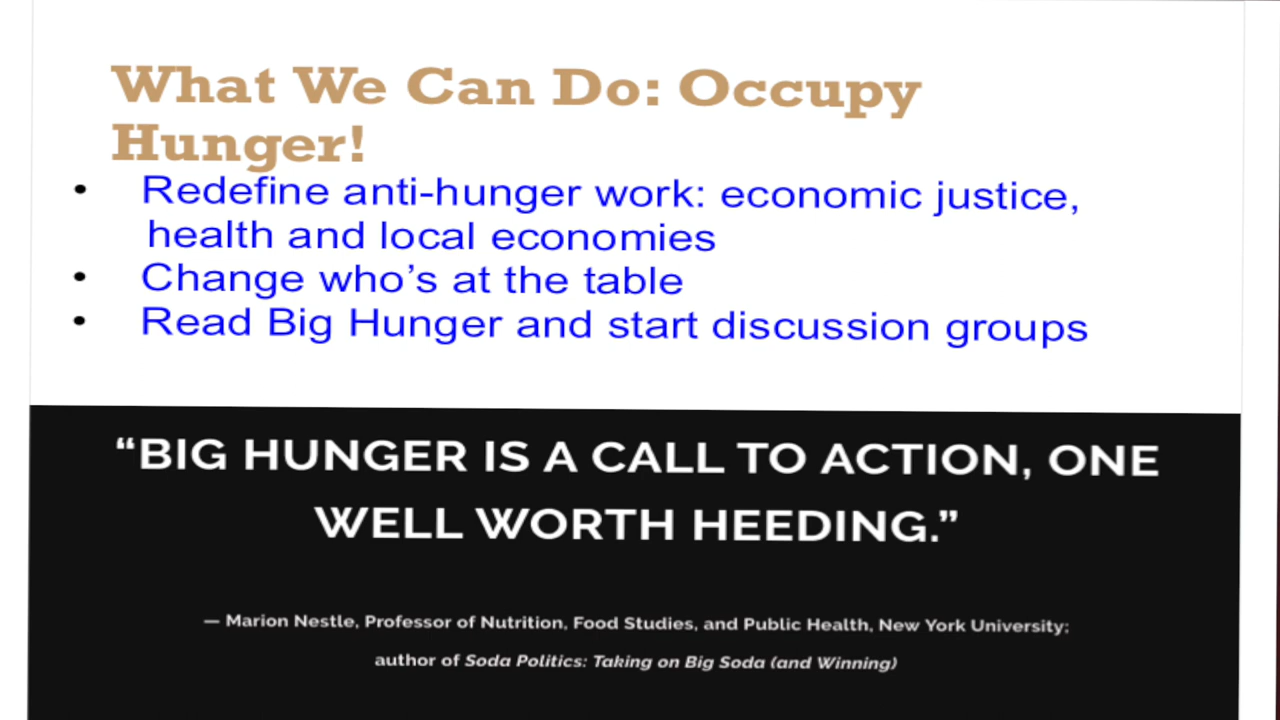 What We Can Do: Occupy
Hunger!
• Redefine anti-hunger work: economic justice,
health and local economies
• Change who’s at the table
• Read Big Hunger and start discussion groups
“BIG HUNGER IS A CALL TO ACTION, ONE
WELL WORTH HEEDING.”
— Marion Nestle, Professor of Nutrition, Food Studies, and Public Health, New York University;
author of Soda Politics: Taking on Big Soda (and Winning)